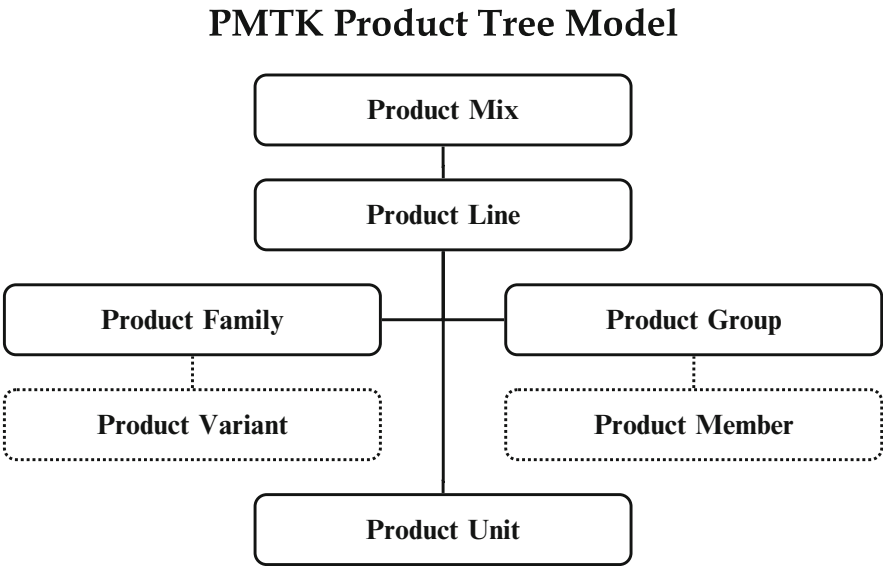 PMTK Product Tree Model
Product Mix
Product Line
Product Family
Product Group
Product Variant
Product Member
Product Unit